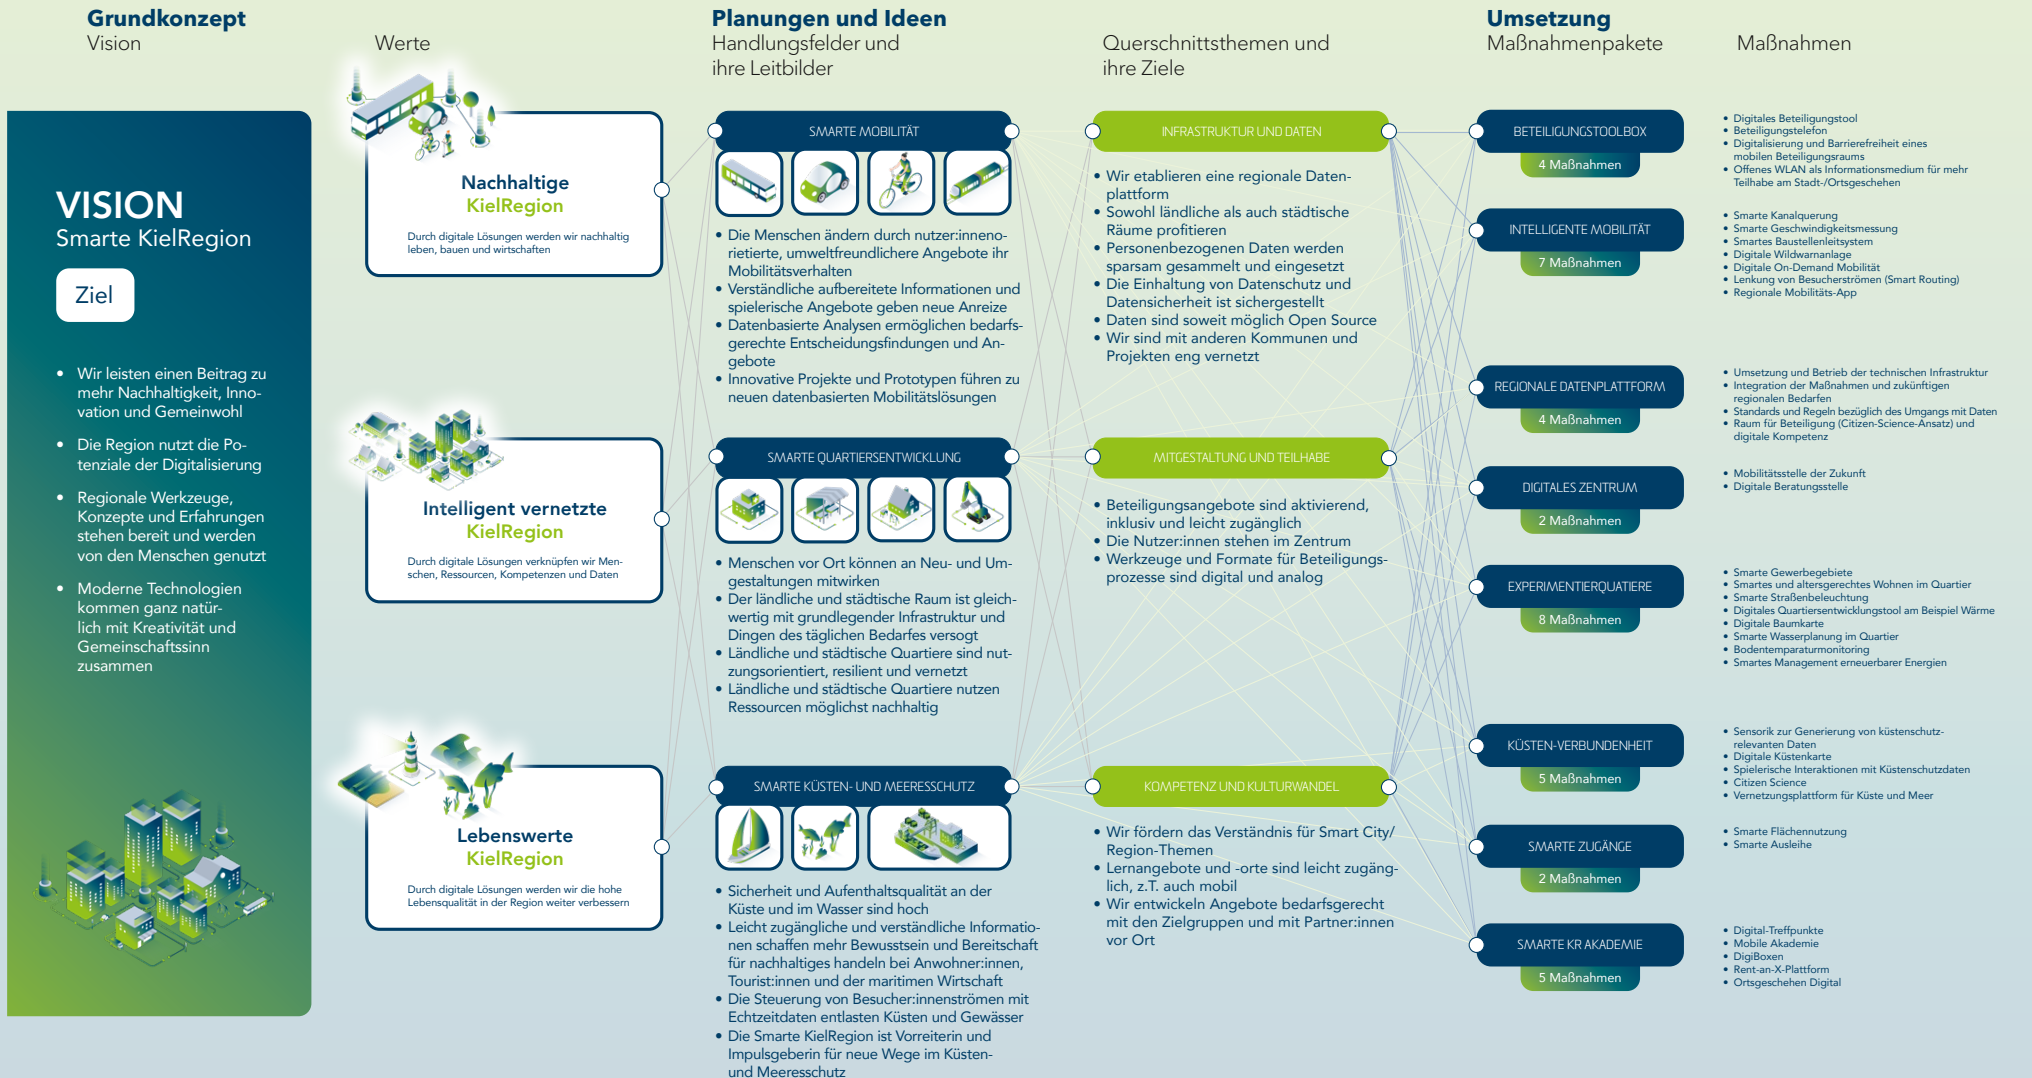 Grundkonzept
Vision
Werte
Planungen und Ideen
Handlungsfelder und
ihre Leitbilder
Querschnittsthemen und
ihre Ziele
Umsetzung
Maßnahmenpakete
Maßnahmen
VISION
Smarte KielRegion
Ziel
• Wir leisten einen Beitrag zu
mehr Nachhaltigkeit, Inno-
vation und Gemeinwohl
• Die Region nutzt die Po-
tenziale der Digitalisierung
• Regionale Werkzeuge,
Konzepte und Erfahrungen
stehen bereit und werden
von den Menschen genutzt
• Moderne Technologien
kommen ganz natür-
lich mit Kreativität und
Gemeinschaftssinn
zusammen
Nachhaltige
KielRegion
Durch digitale Lösungen werden wir nachhaltig
leben, bauen und wirtschaften
Intelligent vernetzte
KielRegion
Durch digitale Lösungen verknüpfen wir Men-
schen, Ressourcen, Kompetenzen und Daten
Lebenswerte
KielRegion
Durch digitale Lösungen werden wir die hohe
Lebensqualität in der Region weiter verbessern
SMARTE MOBILITÄT
• Die Menschen ändern durch nutzer:inneno-
rietierte, umweltfreundlichere Angebote ihr
Mobilitätsverhalten
• Verständliche aufbereitete Informationen und
spielerische Angebote geben neue Anreize
• Datenbasierte Analysen ermöglichen bedarfs-
gerechte Entscheidungsfindungen und An-
gebote
• Innovative Projekte und Prototypen führen zu
neuen datenbasierten Mobilitätslösungen
SMARTE QUARTIERSENTWICKLUNG
• Menschen vor Ort können an Neu- und Um-
gestaltungen mitwirken
• Der ländliche und städtische Raum ist gleich-
wertig mit grundlegender Infrastruktur und
Dingen des täglichen Bedarfes versogt
• Ländliche und städtische Quartiere sind nut-
zungsorientiert, resilient und vernetzt
• Ländliche und städtische Quartiere nutzen
Ressourcen möglichst nachhaltig
SMARTE KÜSTEN- UND MEERESSCHUTZ
• Sicherheit und Aufenthaltsqualität an der
Küste und im Wasser sind hoch
• Leicht zugängliche und verständliche Informatio-
nen schaffen mehr Bewusstsein und Bereitschaft
für nachhaltiges handeln bei Anwohner:innen,
Tourist:innen und der maritimen Wirtschaft
• Die Steuerung von Besucher:innenströmen mit
Echtzeitdaten entlasten Küsten und Gewässer
• Die Smarte KielRegion ist Vorreiterin und
Impulsgeberin für neue Wege im Küsten-
und Meeresschutz
INFRASTRUKTUR UND DATEN
• Wir etablieren eine regionale Daten-
plattform
• Sowohl ländliche als auch städtische
Räume profitieren
• Personenbezogenen Daten werden
sparsam gesammelt und eingesetzt
• Die Einhaltung von Datenschutz und
Datensicherheit ist sichergestellt
• Daten sind soweit möglich Open Source
• Wir sind mit anderen Kommunen und
Projekten eng vernetzt
MITGESTALTUNG UND TEILHABE
• Beteiligungsangebote sind aktivierend,
inklusiv und leicht zugänglich
• Die Nutzer:innen stehen im Zentrum
• Werkzeuge und Formate für Beteiligungs-
prozesse sind digital und analog
KOMPETENZ UND KULTURWANDEL
• Wir fördern das Verständnis für Smart City/
Region-Themen
• Lernangebote und -orte sind leicht zugäng-
lich, z.T. auch mobil
• Wir entwickeln Angebote bedarfsgerecht
mit den Zielgruppen und mit Partner:innen
vor Ort
BETEILIGUNGSTOOLBOX
4 Maßnahmen
• Digitales Beteiligungstool
• Beteiligungstelefon
• Digitalisierung und Barrierefreiheit eines
mobilen Beteiligungsraums
• Offenes WLAN als Informationsmedium für mehr
Teilhabe am Stadt-/Ortsgeschehen
INTELLIGENTE MOBILITÄT
7 Maßnahmen
• Smarte Kanalquerung
• Smarte Geschwindigkeitsmessung
• Smartes Baustellenleitsystem
• Digitale Wildwarnanlage
• Digitale On-Demand Mobilität
• Lenkung von Besucherströmen (Smart Routing)
• Regionale Mobilitäts-App
REGIONALE DATENPLATTFORM
4 Maßnahmen
• Umsetzung und Betrieb der technischen Infrastruktur
• Integration der Maßnahmen und zukünftigen
regionalen Bedarfen
• Standards und Regeln bezüglich des Umgangs mit Daten
• Raum für Beteiligung (Citizen-Science-Ansatz) und
digitale Kompetenz
DIGITALES ZENTRUM
2 Maßnahmen
• Mobilitätsstelle der Zukunft
• Digitale Beratungsstelle
EXPERIMENTIERQUATIERE
8 Maßnahmen
• Smarte Gewerbegebiete
• Smartes und altersgerechtes Wohnen im Quartier
• Smarte Straßenbeleuchtung
• Digitales Quartiersentwicklungstool am Beispiel Wärme
• Digitale Baumkarte
• Smarte Wasserplanung im Quartier
• Bodentemparaturmonitoring
• Smartes Management erneuerbarer Energien
KÜSTEN-VERBUNDENHEIT
5 Maßnahmen
• Sensorik zur Generierung von küstenschutz-
relevanten Daten
• Digitale Küstenkarte
• Spielerische Interaktionen mit Küstenschutzdaten
• Citizen Science
• Vernetzungsplattform für Küste und Meer
SMARTE ZUGÄNGE
2 Maßnahmen
• Smarte Flächennutzung
• Smarte Ausleihe
SMARTE KR AKADEMIE
5 Maßnahmen
• Digital-Treffpunkte
• Mobile Akademie
• DigiBoxen
• Rent-an-X-Plattform
• Ortsgeschehen Digital